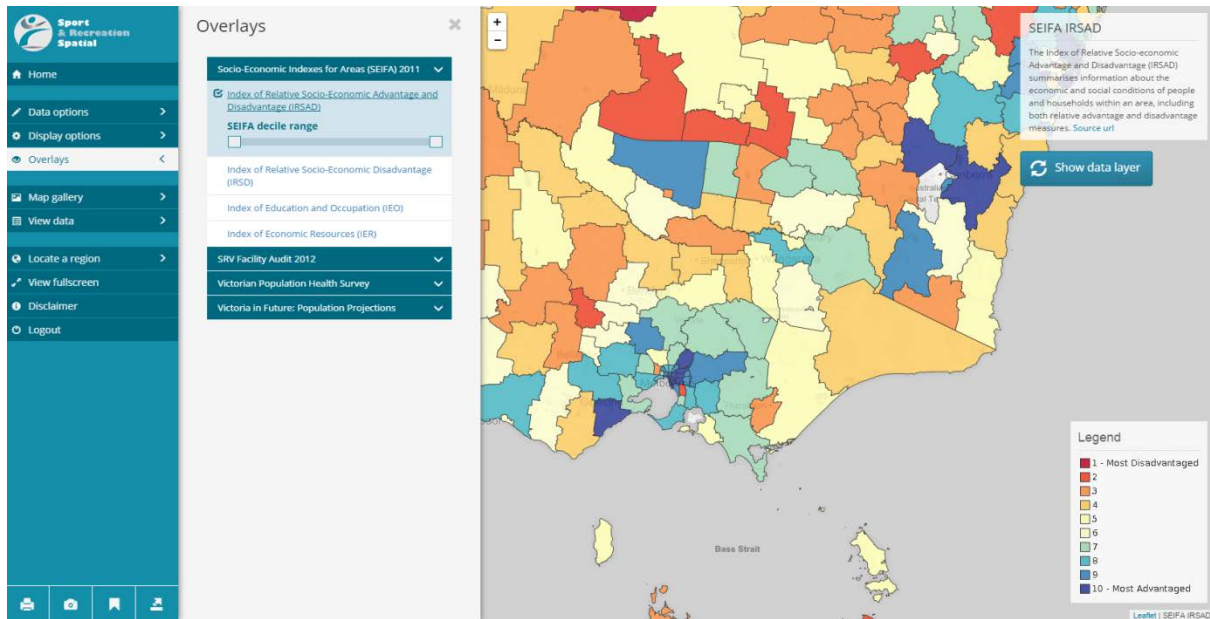 Sport
& Recreation
Spatial
Home
Data options
Display options
Overlays
Map gallery
View data
Locate a region
View fullscreen
Disclaimer
Logout
Overlays
Socio-Economic Indexes for Areas (SEIFA) 2011
Index of Relative Socio-Economic Advantage and
Disadvantage (IRSAD)
SEIFA decile range
Index of Relative Socio-Economic Disadvantage
(IRSD)
Index of Education and Occupation (IEO)
Index of Economic Resources (IER)
SRV Facility Audit 2012
Victorian Population Health Survey
Victoria in Future: Population Projections
+
-
Mildura
Canberra
Bass Strait
SEIFA IRSAD
The Index of Relative Socio-economic
Advantage and Disadvantage (IRSAD)
summarises information about the
economic and social conditions of people
and households within an area, including
both relative advantage and disadvantage
measures. Source url
Show data layer
Legend
1 - Most Disadvantaged
2
3
4
5
6
7
8
9
10 - Most Advantaged
Leaflet | SEIFA IRSAD